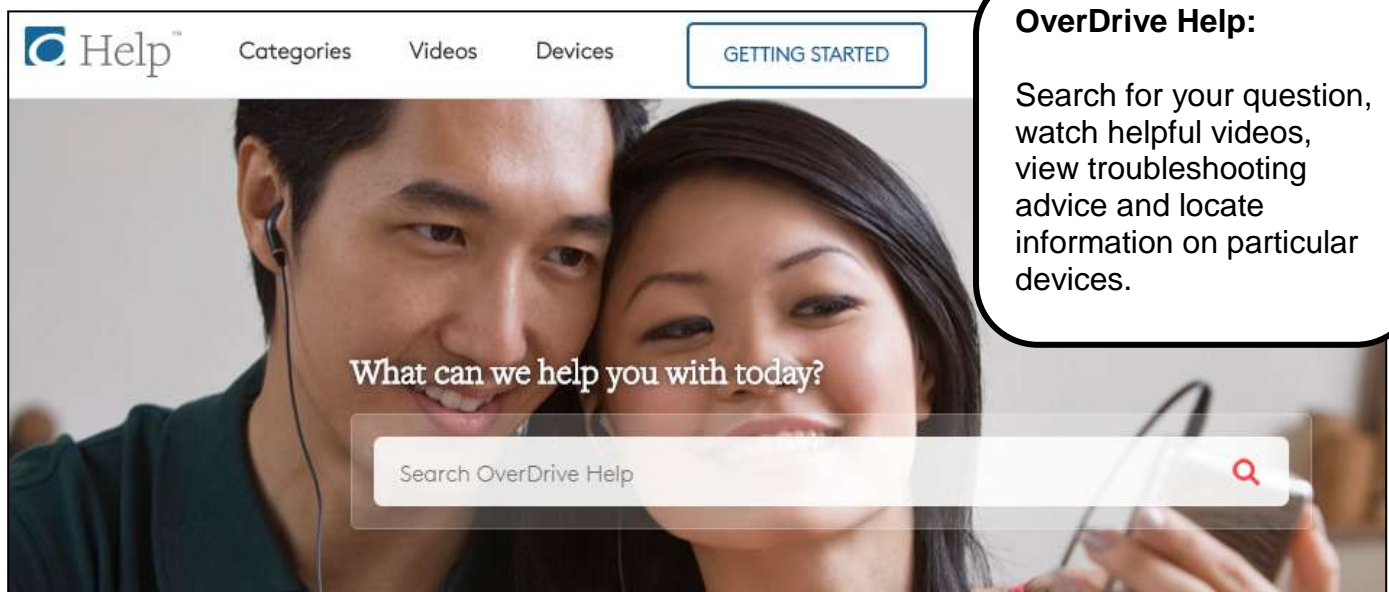 Help™
Categories
Videos
Devices
GETTING STARTED
OverDrive Help:
Search for your question,
watch helpful videos,
view troubleshooting
advice and locate
information on particular
devices.
What can we help you with today?
Search OverDrive Help